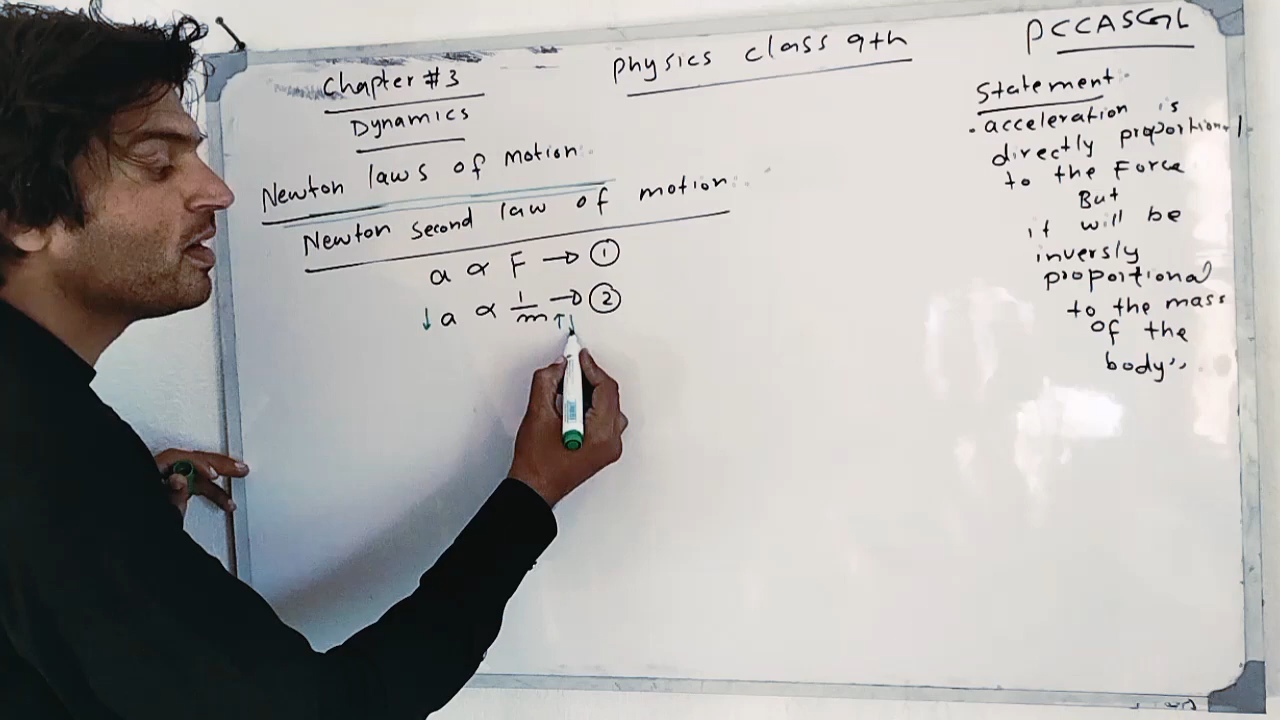 PCCASGL
Physics class 9th
Chapter #3
Dynamics
Newton laws of motion.
Newton second law of motion.
a ∝ F → ①
↓ a ∝ 1/m ↑↓ → ②
Statement.
. acceleration is
directly proportional
to the Force
But
it will be
inversly
proportional
to the mass
of the
body".